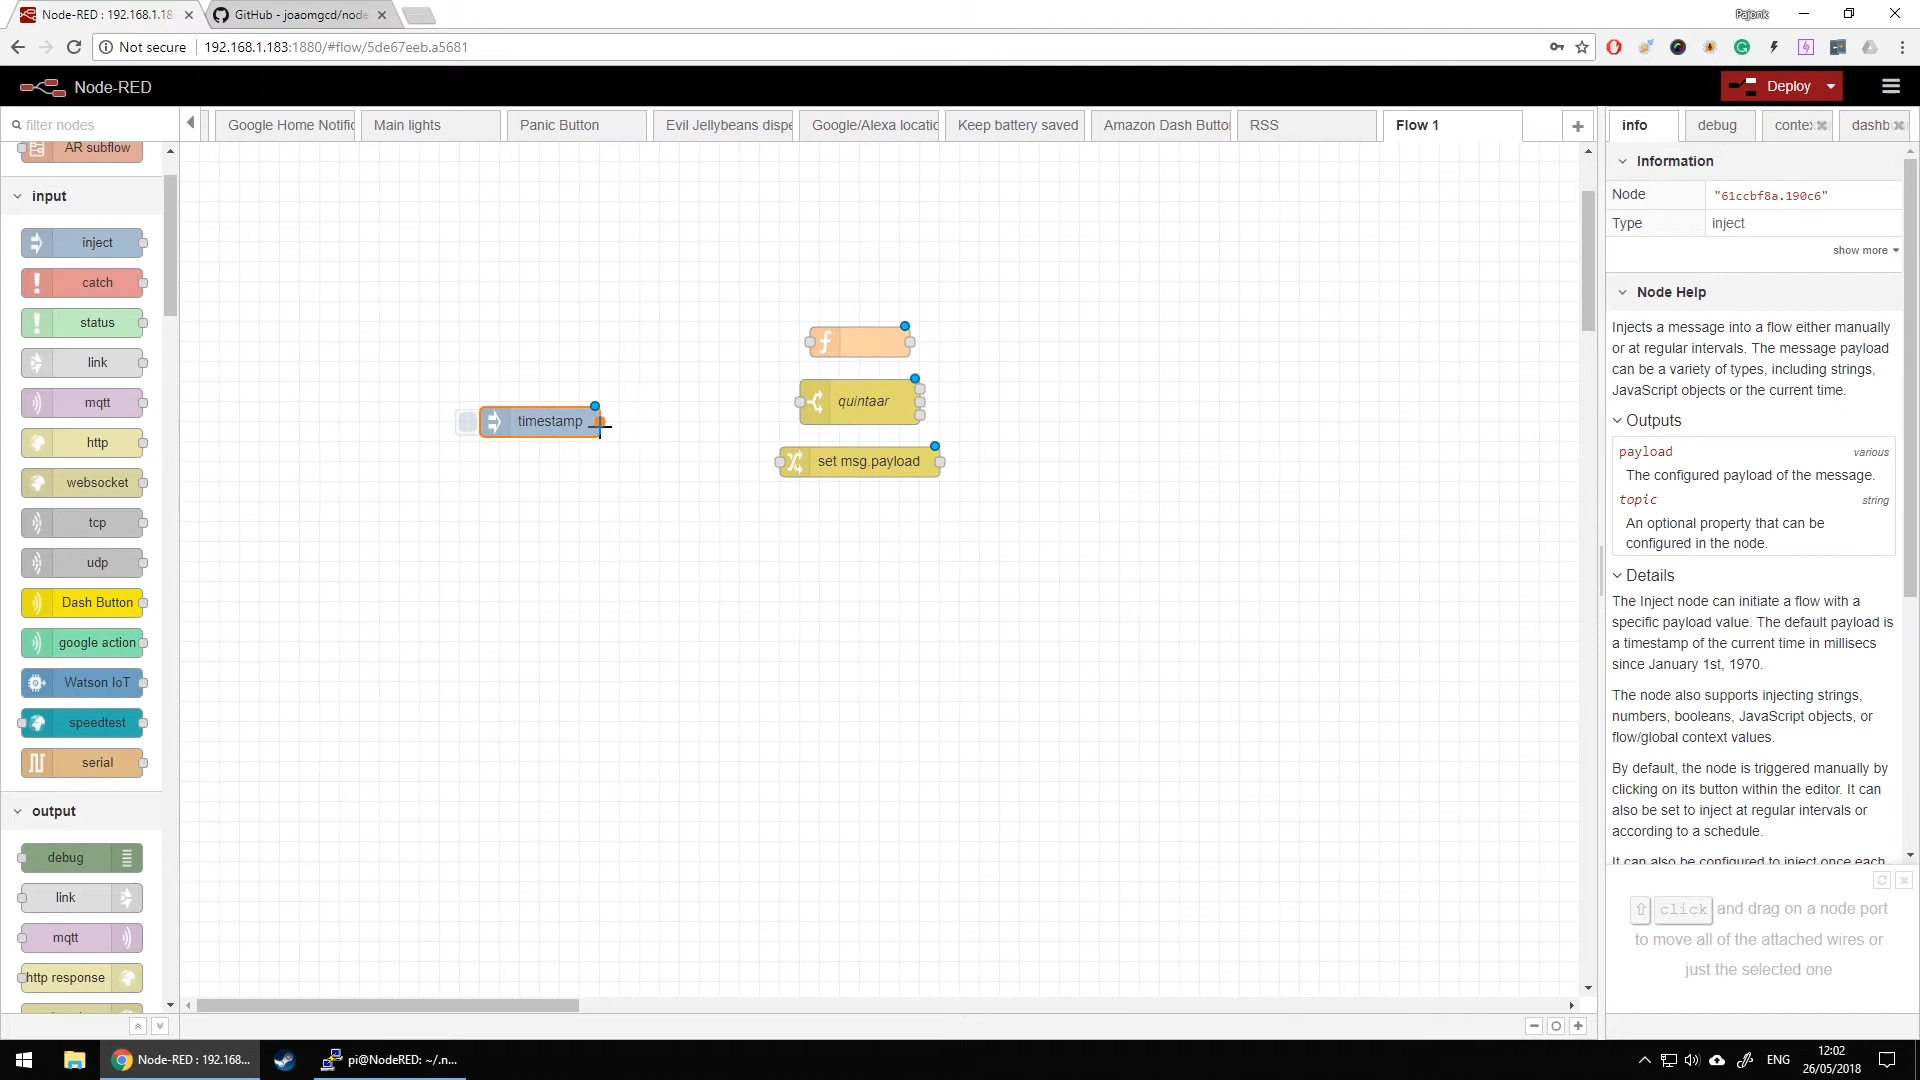 Node-RED : 192.168.1.18
GitHub - joaomgcd/node
Pajonk
Not secure
192.168.1.183:1880/#flow/5de67eeb.a5681
Node-RED
Deploy
filter nodes
Google Home Notific
Main lights
Panic Button
Evil Jellybeans dispe
Google/Alexa locatic
Keep battery saved
Amazon Dash Button
RSS
Flow 1
info
debug
contex
dashb
AR subflow
input
inject
catch
status
link
mqtt
http
websocket
tcp
udp
Dash Button
google action
Watson IoT
speedtest
serial
output
debug
link
mqtt
http response
timestamp
quintaar
set msg.payload
Information
Node "61ccbf8a.190c6"
Type inject
show more
Node Help
Injects a message into a flow either manually
or at regular intervals. The message payload
can be a variety of types, including strings,
JavaScript objects or the current time.
Outputs
payload various
The configured payload of the message.
topic string
An optional property that can be
configured in the node.
Details
The Inject node can initiate a flow with a
specific payload value. The default payload is
a timestamp of the current time in millisecs
since January 1st, 1970.
The node also supports injecting strings,
numbers, booleans, JavaScript objects, or
flow/global context values.
By default, the node is triggered manually by
clicking on its button within the editor. It can
also be set to inject at regular intervals or
according to a schedule.
It can also be configured to inject once each
⇧ click and drag on a node port
to move all of the attached wires or
just the selected one
Node-RED : 192.168...
pi@NodeRED: ~/.n...
ENG
12:02
26/05/2018